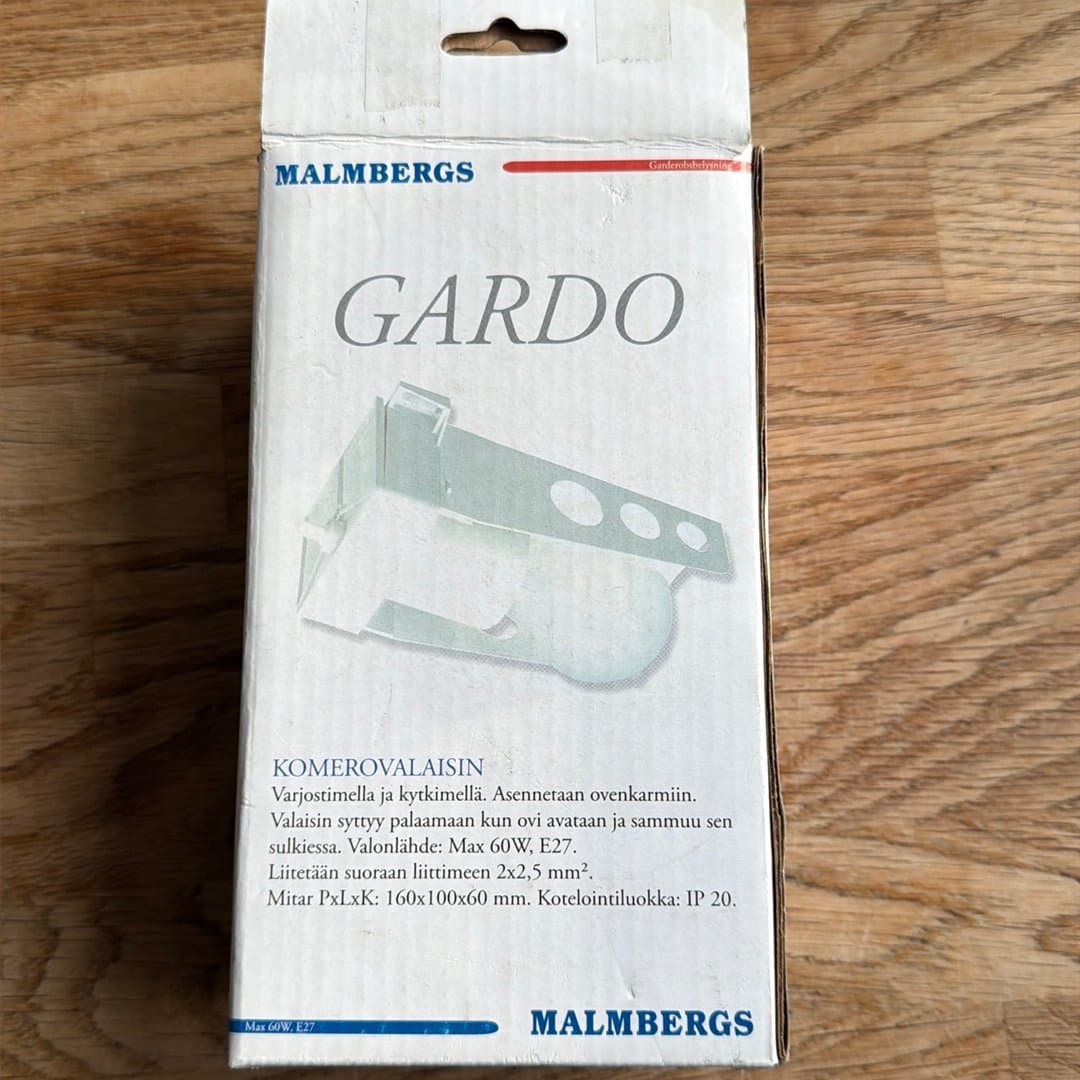 MALMBERGS
Garderobsbelysning
GARDO
KOMEROVALAISIN
Varjostimella ja kytkimellä. Asennetaan ovenkarmiin.
Valaisin syttyy palaamaan kun ovi avataan ja sammuu sen
sulkiessa. Valonlähde: Max 60W, E27.
Liitetään suoraan liittimeen 2x2,5 mm².
Mitar PxLxK: 160x100x60 mm. Kotelointiluokka: IP 20.
Max 60W, E27
MALMBERGS